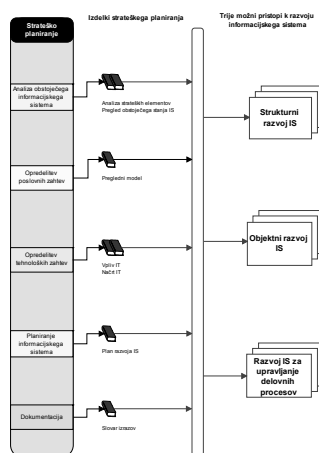 Strateško
planiranje
Izdelki strateškega planiranja
Trije možni pristopi k razvoju
informacijskega sistema
Analiza obstoječega
informacijskega
sistema
Analiza strateških elementov
Pregled obstoječega stanja IS
Strukturni
razvoj IS
Opredelitev
poslovnih zahtev
Pregledni model
Objektni razvoj
IS
Opredelitev
tehnoloških zahtev
Vpliv IT
Načrt IT
Planiranje
informacijskega
sistema
Plan razvoja IS
Razvoj IS za
upravljanje
delovnih
procesov
Dokumentacija
Slovar izrazov